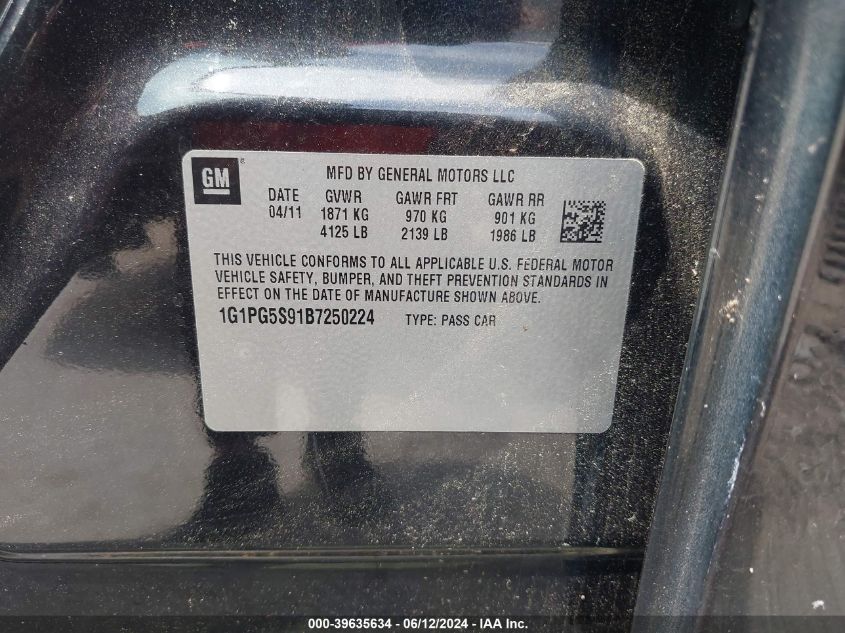 GM ®
MFD BY GENERAL MOTORS LLC
DATE GVWR GAWR FRT GAWR RR
04/11 1871 KG 970 KG 901 KG
4125 LB 2139 LB 1986 LB
THIS VEHICLE CONFORMS TO ALL APPLICABLE U.S. FEDERAL MOTOR
VEHICLE SAFETY, BUMPER, AND THEFT PREVENTION STANDARDS IN
EFFECT ON THE DATE OF MANUFACTURE SHOWN ABOVE.
1G1PG5S91B7250224 TYPE: PASS CAR
000-39635634 - 06/12/2024 - IAAI.com